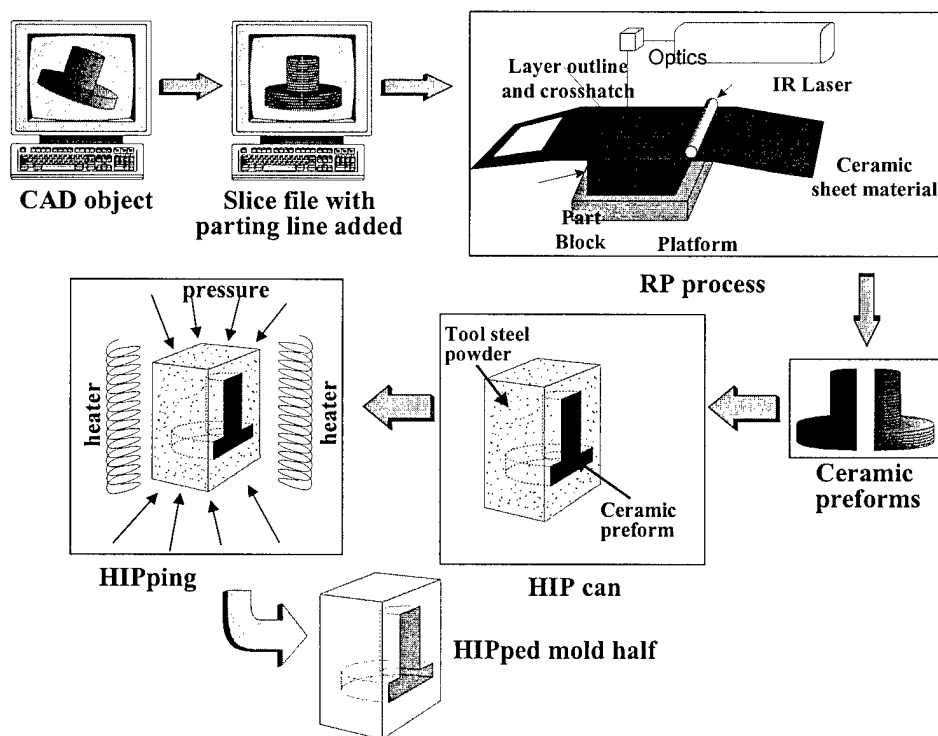 CAD object
Slice file with
parting line added
Optics
IR Laser
Layer outline
and crosshatch
Ceramic
sheet material
Part
Block
Platform
RP process
pressure
heater
heater
HIPping
Tool steel
powder
Ceramic
preform
HIP can
Ceramic
preforms
HIPped mold half